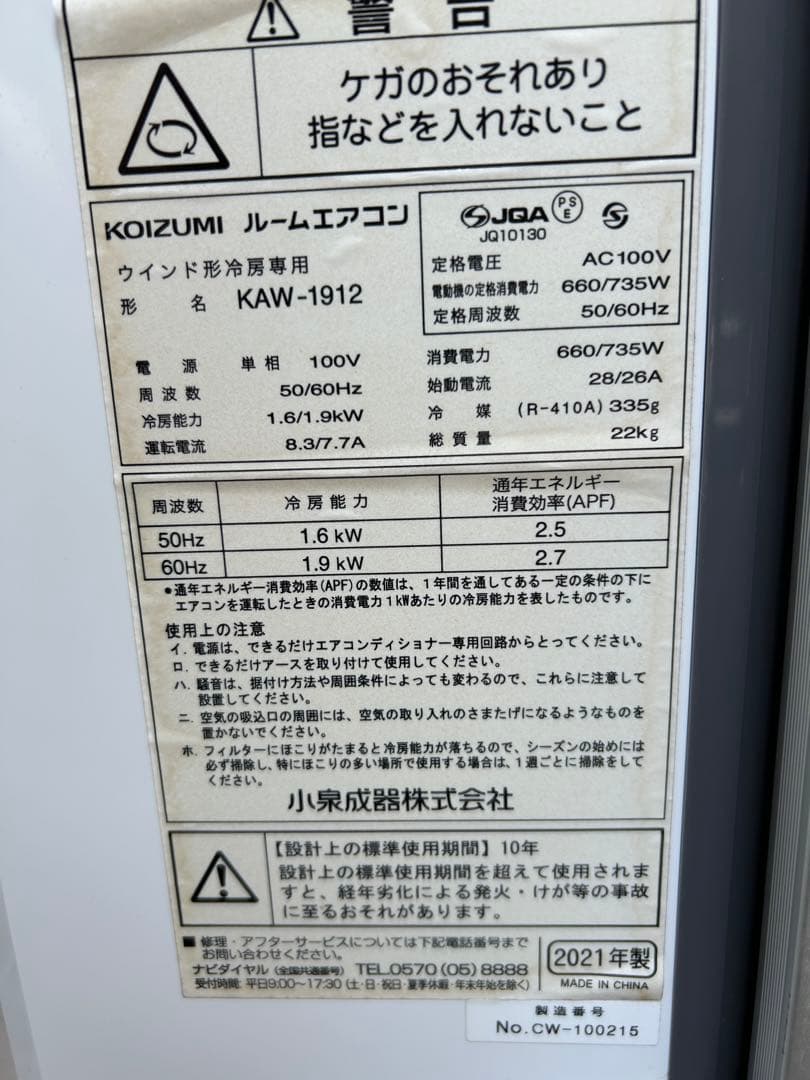 警告
ケガのおそれあり
指などを入れないこと
KOIZUMI ルームエアコン
ウインド形冷房専用
形名 KAW-1912
JQA PSE
JQ10130
定格電圧 AC100V
電動機の定格消費電力 660/735W
定格周波数 50/60Hz
電源 単相 100V
周波数 50/60Hz
冷房能力 1.6/1.9kW
運転電流 8.3/7.7A
消費電力 660/735W
始動電流 28/26A
冷媒 (R-410A) 335g
総質量 22kg
周波数 冷房能力 通年エネルギー
消費効率(APF)
50Hz 1.6 kW 2.5
60Hz 1.9 kW 2.7
●通年エネルギー消費効率(APF)の数値は、1年間を通してある一定の条件の下に
エアコンを運転したときの消費電力1kWあたりの冷房能力を表したものです。
使用上の注意
イ. 電源は、できるだけエアコンディショナー専用回路からとってください。
ロ. できるだけアースを取り付けて使用してください。
ハ. 騒音は、据付け方法や周囲条件によっても変わるので、これらに注意して
設置してください。
ニ. 空気の吸込口の周囲には、空気の取り入れのさまたげになるようなものを
置かないでください。
ホ. フィルターにほこりがたまると冷房能力が落ちるので、シーズンの始めには
必ず掃除し、特にほこりの多い場所で使用する場合は、1週ごとに掃除をして
ください。
小泉成器株式会社
【設計上の標準使用期間】10年
設計上の標準使用期間を超えて使用されま
すと、経年劣化による発火・けが等の事故
に至るおそれがあります。
■修理・アフターサービスについては下記電話番号まで
お問い合わせください。
ナビダイヤル(全国共通番号) TEL.0570(05)8888
受付時間:平日9:00〜17:30(土・日・祝日・夏季休暇・年末年始を除く)
2021年製
MADE IN CHINA
製造番号
No.CW-100215